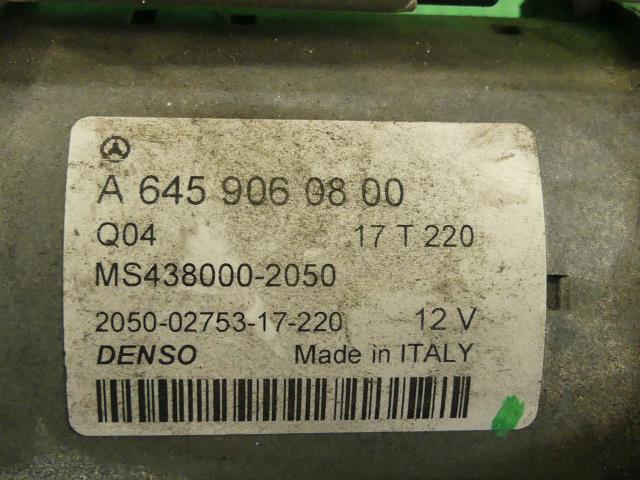 A 645 906 08 00
Q04 17 T 220
MS438000-2050
2050-02753-17-220 12 V
DENSO Made in ITALY